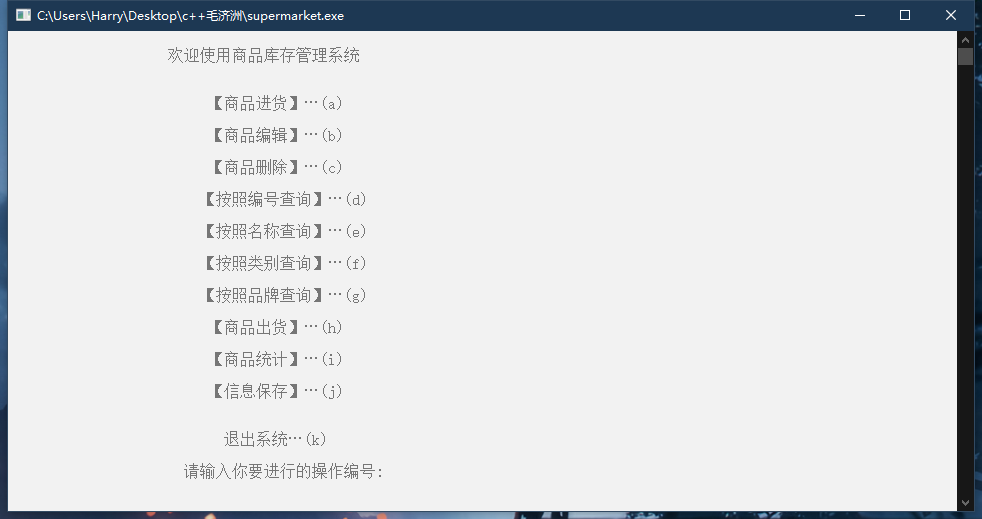 C:\Users\Harry\Desktop\c++毛济洲\supermarket.exe
欢迎使用商品库存管理系统
【商品进货】…(a)
【商品编辑】…(b)
【商品删除】…(c)
【按照编号查询】…(d)
【按照名称查询】…(e)
【按照类别查询】…(f)
【按照品牌查询】…(g)
【商品出货】…(h)
【商品统计】…(i)
【信息保存】…(j)
退出系统…(k)
请输入你要进行的操作编号: